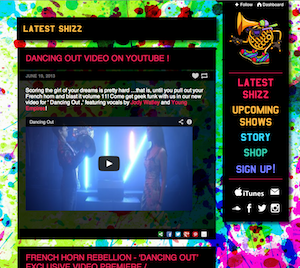 + Follow Dashboard
LATEST SHIZZ
DANCING OUT VIDEO ON YOUTUBE !
JUNE 18, 2013
Scoring the girl of your dreams is pretty hard ...that is, until you pull out your
French horn and blast it volume 11! Come get geek funk with us in our new
video for " Dancing Out ," featuring vocals by Jody Watley and Young
Empress!
Dancing Out
LATEST
SHIZZ
UPCOMING
SHOWS
STORY
SHOP
SIGN UP!
iTunes
FRENCH HORN REBELLION - 'DANCING OUT'
EXCLUSIVE VIDEO PREMIERE /